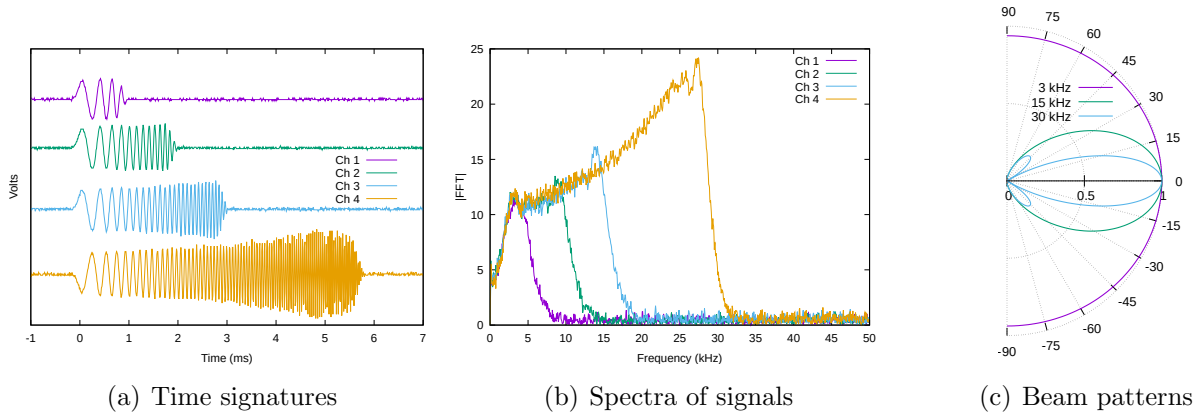 Volts
Ch 1
Ch 2
Ch 3
Ch 4
-1 0 1 2 3 4 5 6 7
Time (ms)
(a) Time signatures
|FFT|
25
20
15
10
5
0
Ch 1
Ch 2
Ch 3
Ch 4
0 5 10 15 20 25 30 35 40 45 50
Frequency (kHz)
(b) Spectra of signals
90
75
60
45
30
15
0
-15
-30
-45
-60
-75
-90
3 kHz
15 kHz
30 kHz
0 0.5 1
(c) Beam patterns